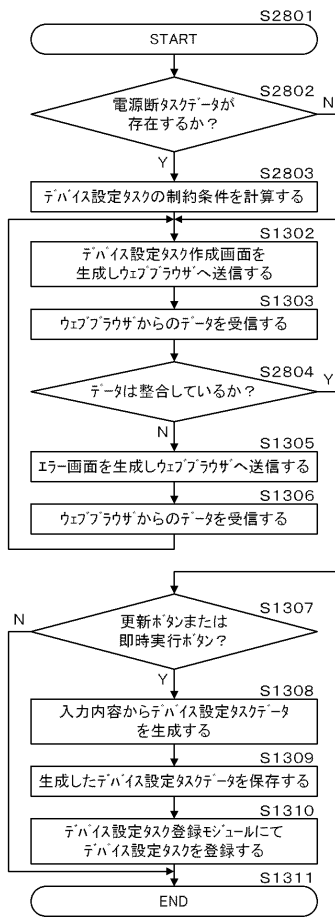 S2801
START
S2802
電源断タスクデータが
存在するか？
N
Y
S2803
デバイス設定タスクの制約条件を計算する
S1302
デバイス設定タスク作成画面を
生成しウェブブラウザへ送信する
S1303
ウェブブラウザからのデータを受信する
S2804
データは整合しているか？
Y
N
S1305
エラー画面を生成しウェブブラウザへ送信する
S1306
ウェブブラウザからのデータを受信する
S1307
N
更新ボタンまたは
即時実行ボタン？
Y
S1308
入力内容からデバイス設定タスクデータ
を生成する
S1309
生成したデバイス設定タスクデータを保存する
S1310
デバイス設定タスク登録モジュールにて
デバイス設定タスクを登録する
S1311
END